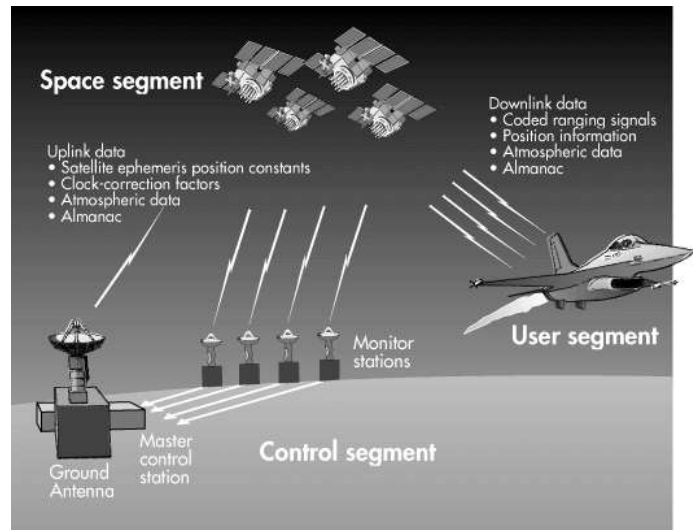 Space segment
Downlink data
• Coded ranging signals
• Position information
• Atmospheric data
• Almanac
Uplink data
• Satellite ephemeris position constants
• Clock-correction factors
• Atmospheric data
• Almanac
User segment
Monitor
stations
Master
control
station
Control segment
Ground
Antenna